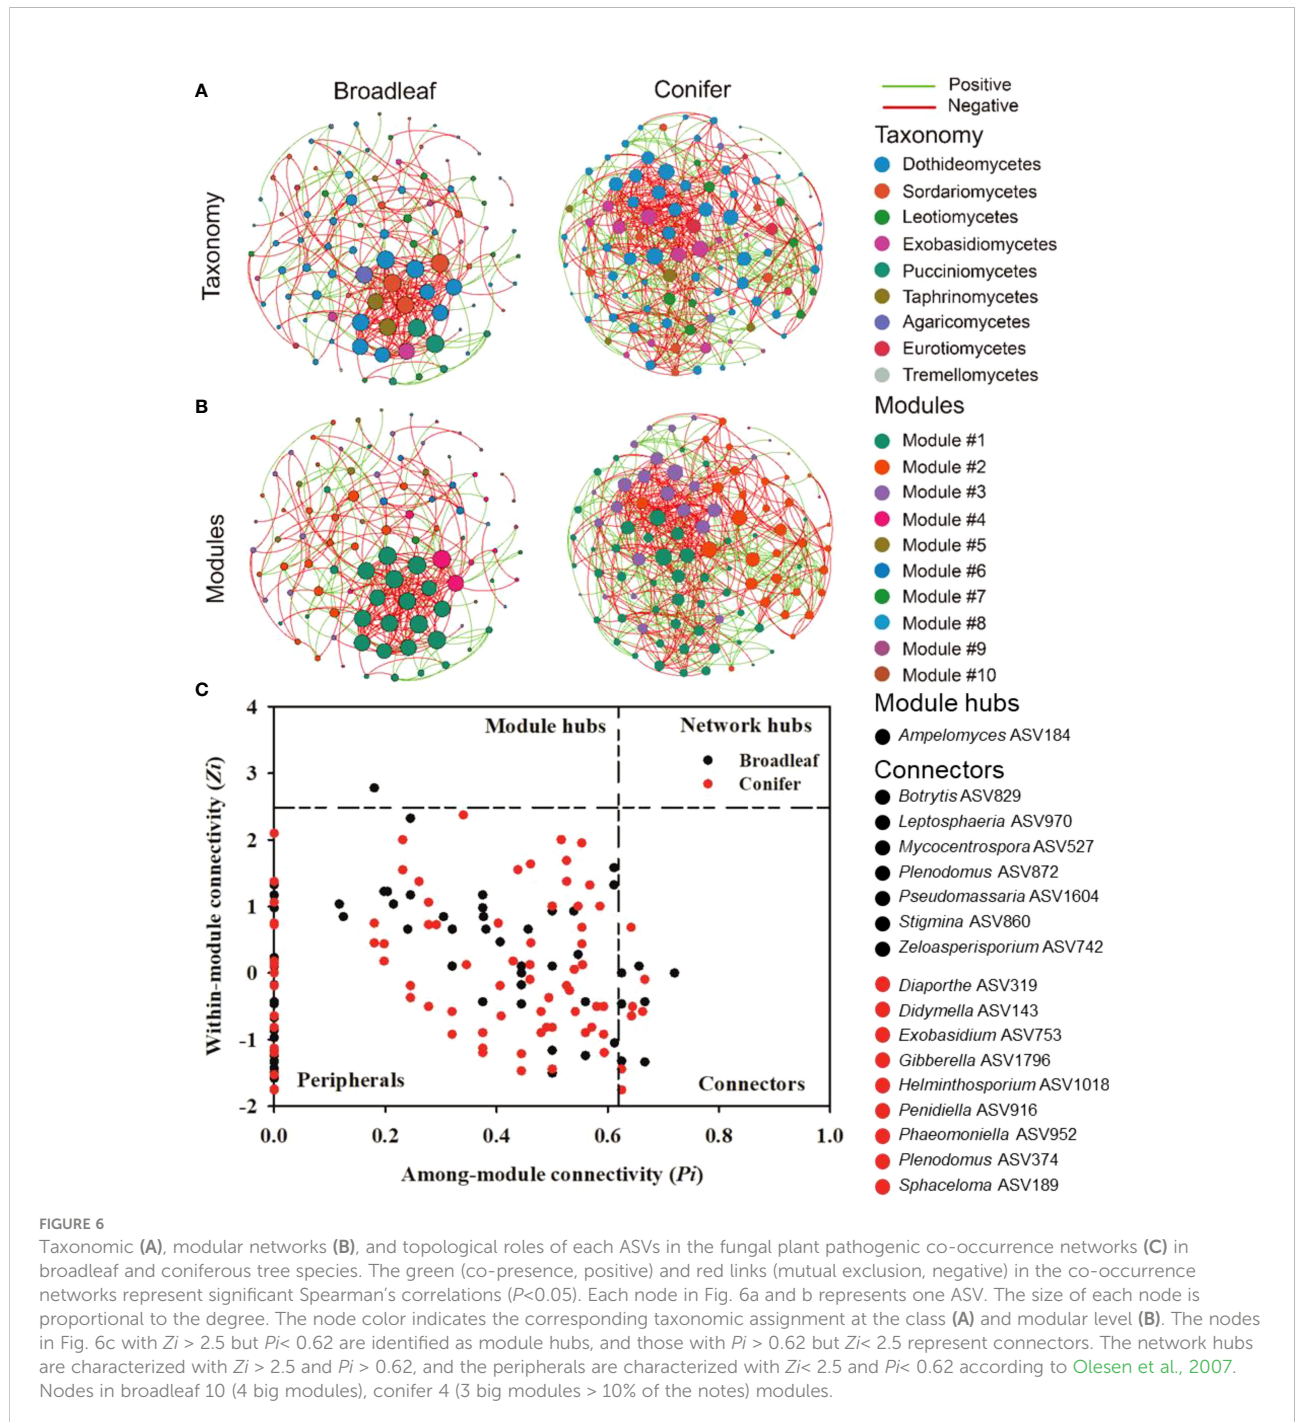 A
Broadleaf
Conifer
Taxonomy
Positive
Negative
Taxonomy
Dothideomycetes
Sordariomycetes
Leotiomycetes
Exobasidiomycetes
Pucciniomycetes
Taphrinomycetes
Agaricomycetes
Eurotiomycetes
Tremellomycetes
B
Modules
Modules
Module #1
Module #2
Module #3
Module #4
Module #5
Module #6
Module #7
Module #8
Module #9
Module #10
C
Within-module connectivity (Zi)
4
3
2
1
0
-1
-2
Module hubs
Network hubs
Broadleaf
Conifer
Peripherals
Connectors
0.0
0.2
0.4
0.6
0.8
1.0
Among-module connectivity (Pi)
Module hubs
Ampelomyces ASV184
Connectors
Botrytis ASV829
Leptosphaeria ASV970
Mycocentrospora ASV527
Plenodomus ASV872
Pseudomassaria ASV1604
Stigmina ASV860
Zeloasperisporium ASV742
Diaporthe ASV319
Didymella ASV143
Exobasidium ASV753
Gibberella ASV1796
Helminthosporium ASV1018
Penidiella ASV916
Phaeomoniella ASV952
Plenodomus ASV374
Sphaceloma ASV189
FIGURE 6
Taxonomic (A), modular networks (B), and topological roles of each ASVs in the fungal plant pathogenic co-occurrence networks (C) in
broadleaf and coniferous tree species. The green (co-presence, positive) and red links (mutual exclusion, negative) in the co-occurrence
networks represent significant Spearman's correlations (P<0.05). Each node in Fig. 6a and b represents one ASV. The size of each node is
proportional to the degree. The node color indicates the corresponding taxonomic assignment at the class (A) and modular level (B). The nodes
in Fig. 6c with Zi > 2.5 but Pi< 0.62 are identified as module hubs, and those with Pi > 0.62 but Zi< 2.5 represent connectors. The network hubs
are characterized with Zi > 2.5 and Pi > 0.62, and the peripherals are characterized with Zi< 2.5 and Pi< 0.62 according to Olesen et al., 2007.
Nodes in broadleaf 10 (4 big modules), conifer 4 (3 big modules > 10% of the notes) modules.